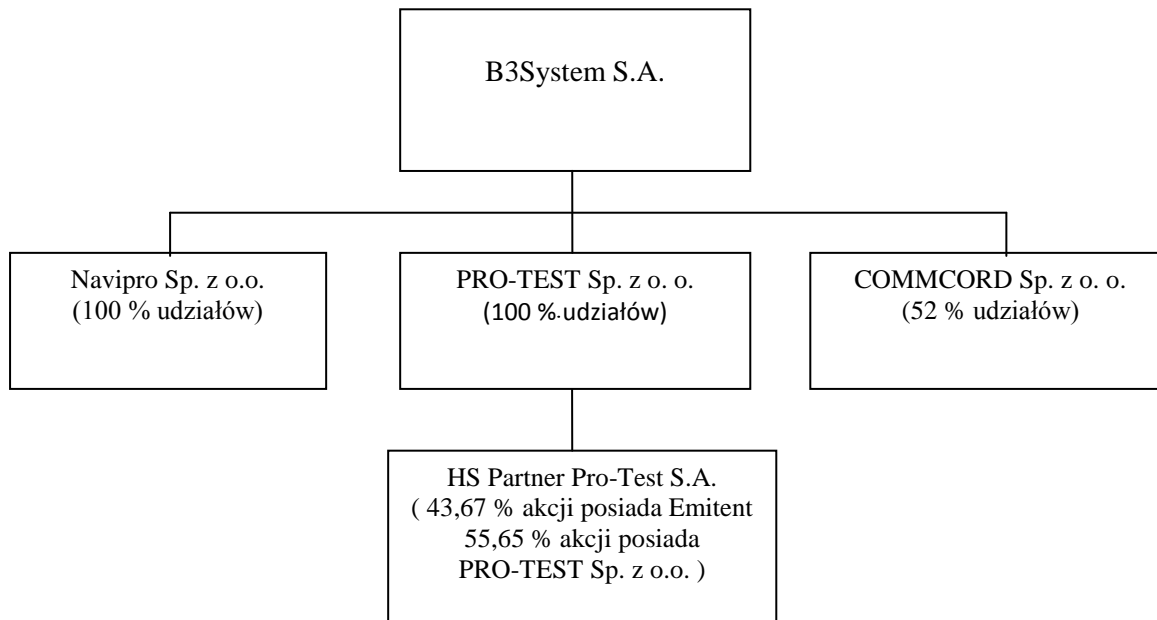 B3System S.A.
Navipro Sp. z o.o.
(100 % udziałów)
PRO-TEST Sp. z o. o.
(100 % udziałów)
COMMCORD Sp. z o. o.
(52 % udziałów)
HS Partner Pro-Test S.A.
( 43,67 % akcji posiada Emitent
55,65 % akcji posiada
PRO-TEST Sp. z o.o. )